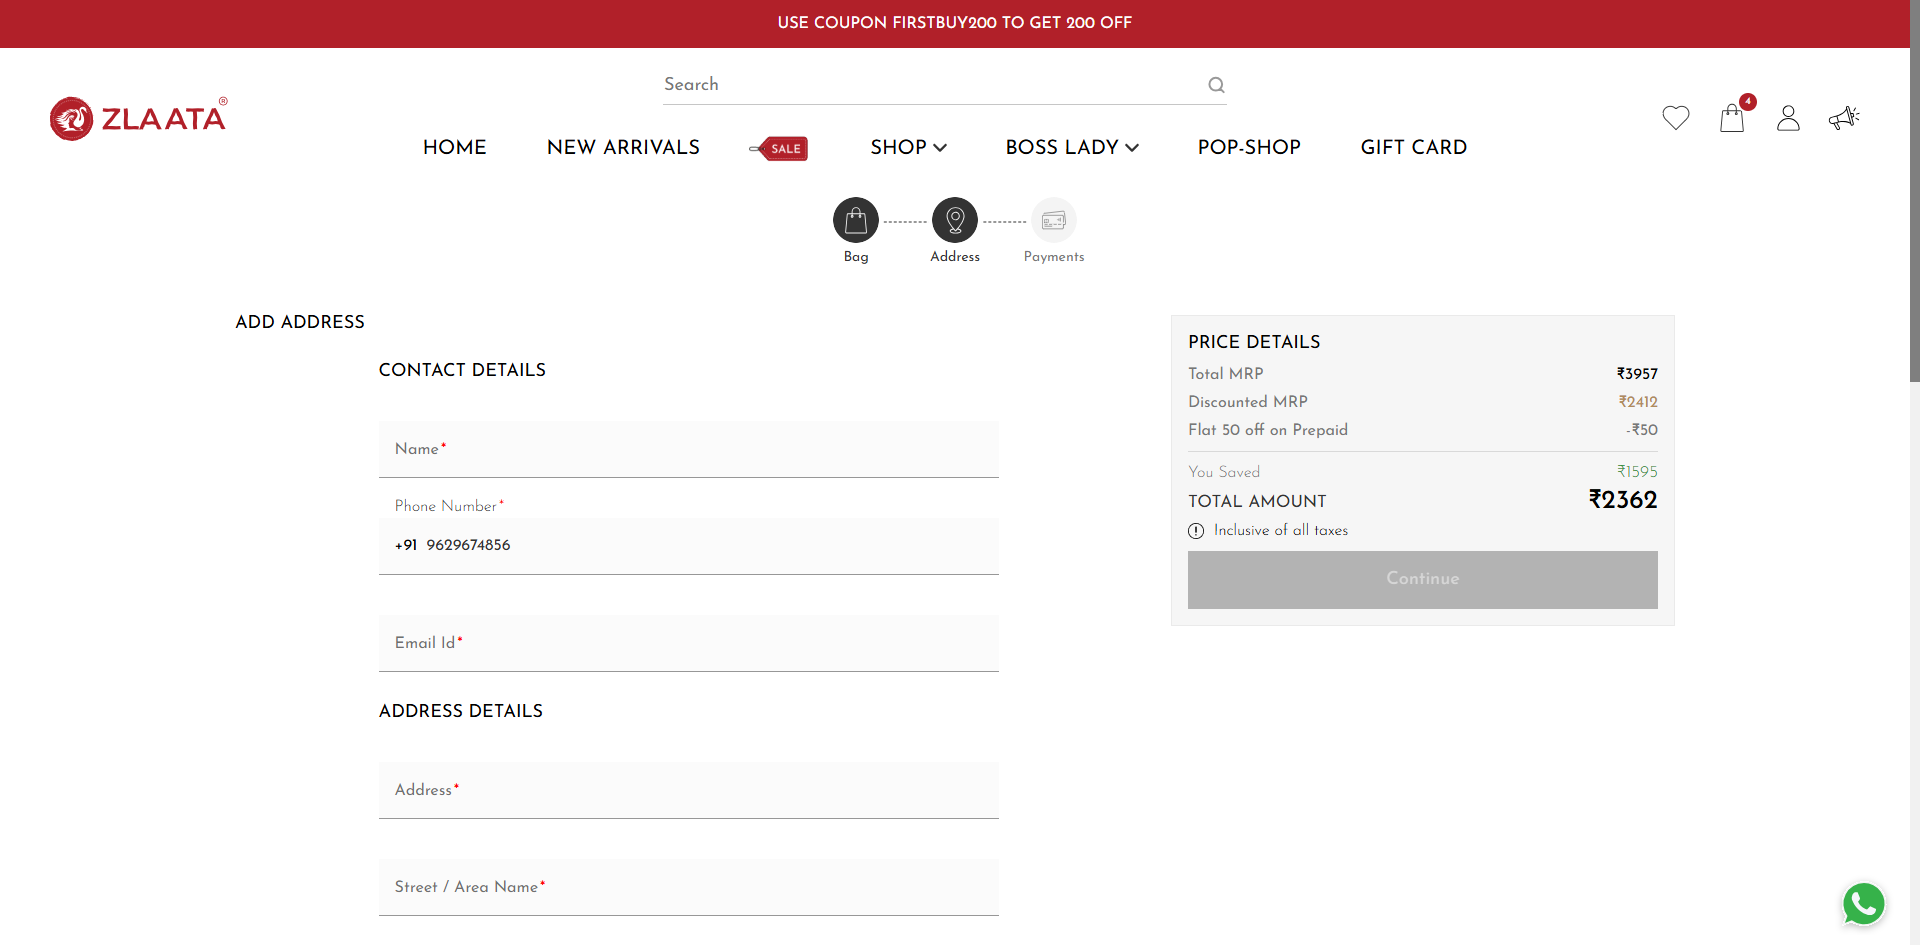 USE COUPON FIRSTBUY200 TO GET 200 OFF
Search
ZLAATA®
4
HOME
NEW ARRIVALS
SALE
SHOP
BOSS LADY
POP-SHOP
GIFT CARD
Bag
Address
Payments
ADD ADDRESS
CONTACT DETAILS
Name*
Phone Number*
+91 9629674856
Email Id*
ADDRESS DETAILS
Address*
Street / Area Name*
PRICE DETAILS
Total MRP ₹3957
Discounted MRP ₹2412
Flat 50 off on Prepaid -₹50
You Saved ₹1595
TOTAL AMOUNT ₹2362
Inclusive of all taxes
Continue